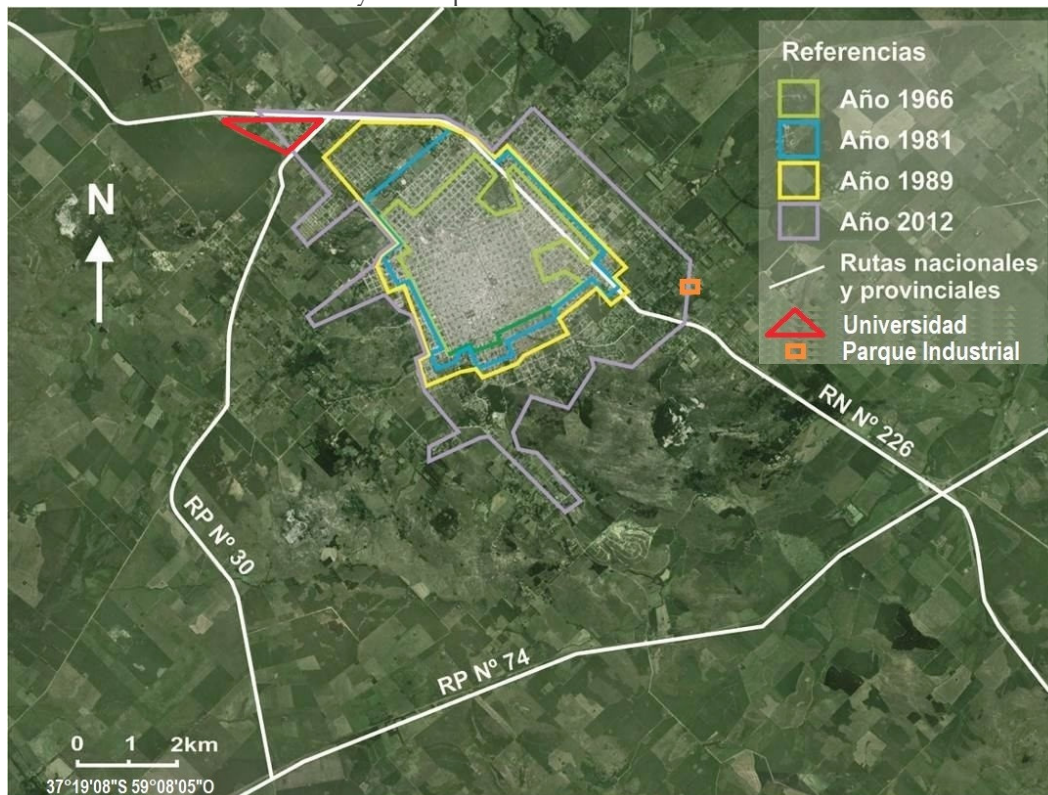 Referencias
Año 1966
Año 1981
Año 1989
Año 2012
Rutas nacionales
y provinciales
Universidad
Parque Industrial
N
RN Nº 226
RP Nº 30
RP Nº 74
0 1 2km
37°19'08"S 59°08'05"O